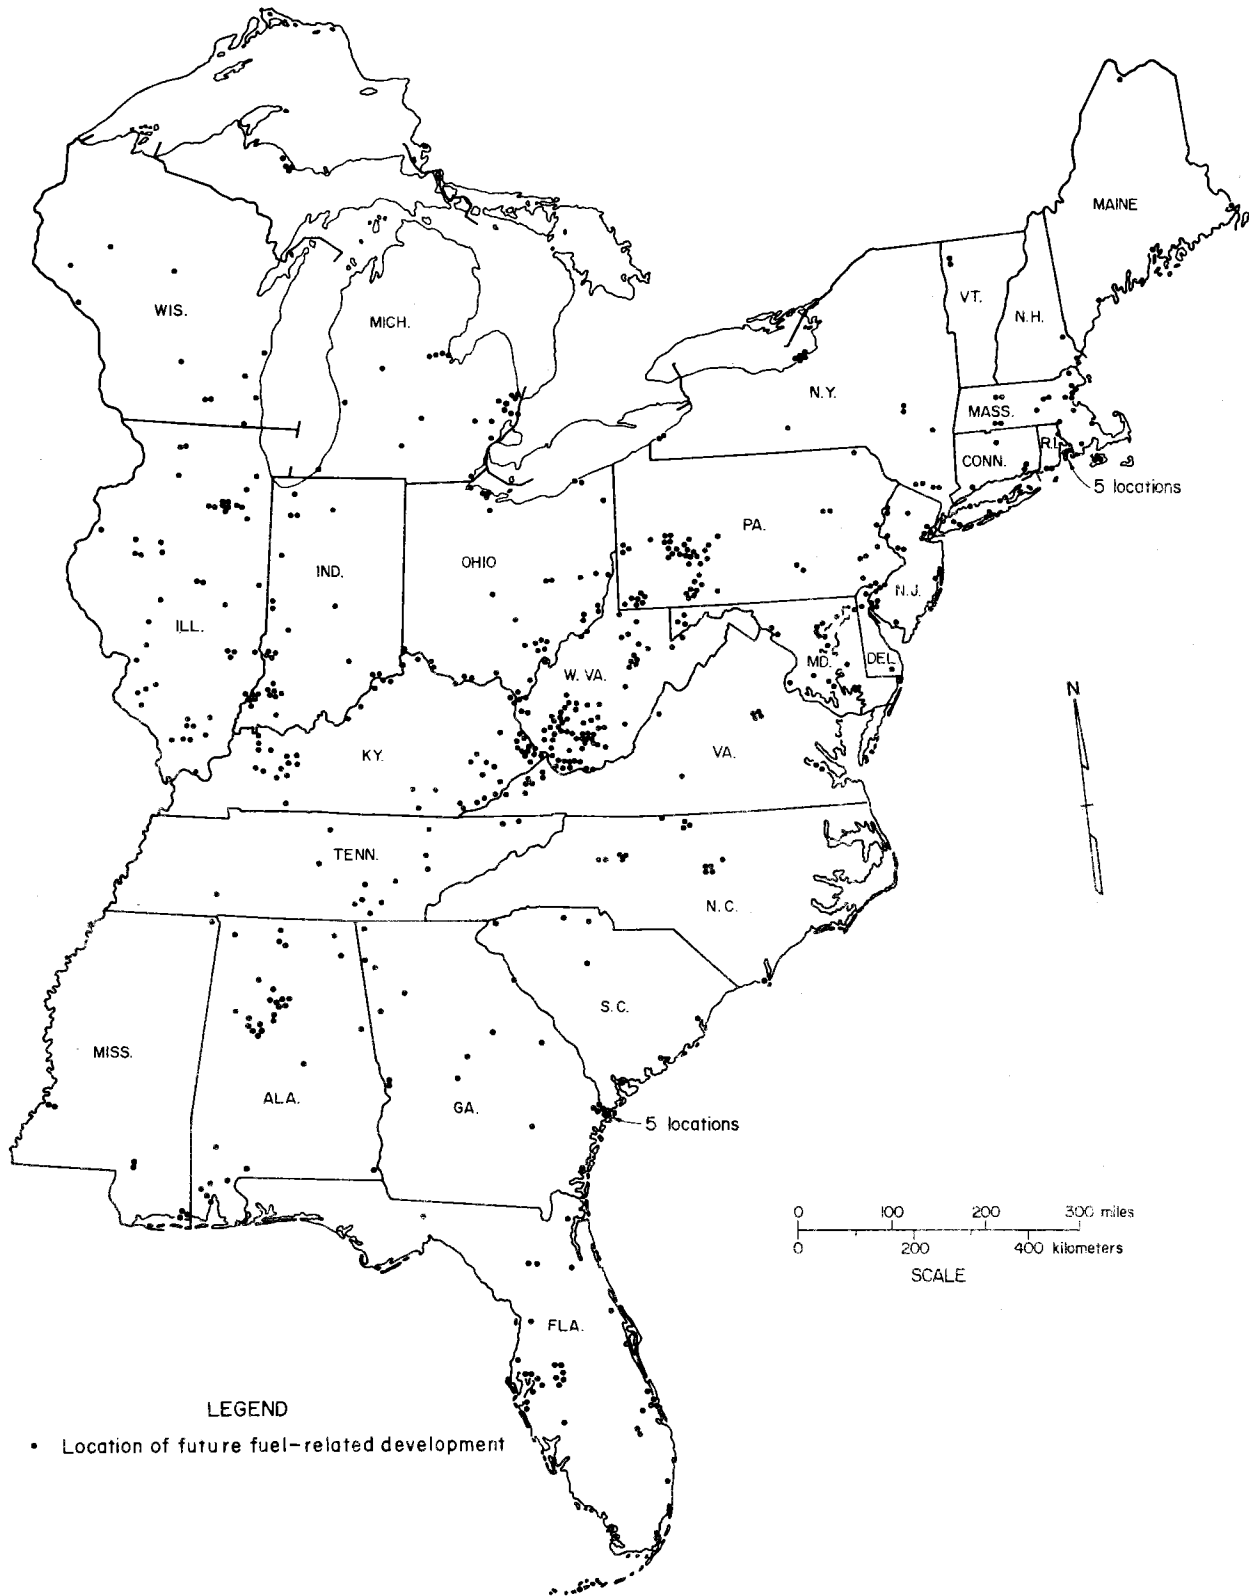 MAINE
VT.
N.H.
WIS.
MICH.
N.Y.
MASS.
CONN.
R.I.
5 locations
PA.
OHIO
IND.
ILL.
N.J.
MD.
DEL.
W. VA.
N
KY.
VA.
TENN.
N.C.
S.C.
MISS.
ALA.
GA.
5 locations
0 100 200 300 miles
0 200 400 kilometers
SCALE
FLA.
LEGEND
• Location of future fuel-related development